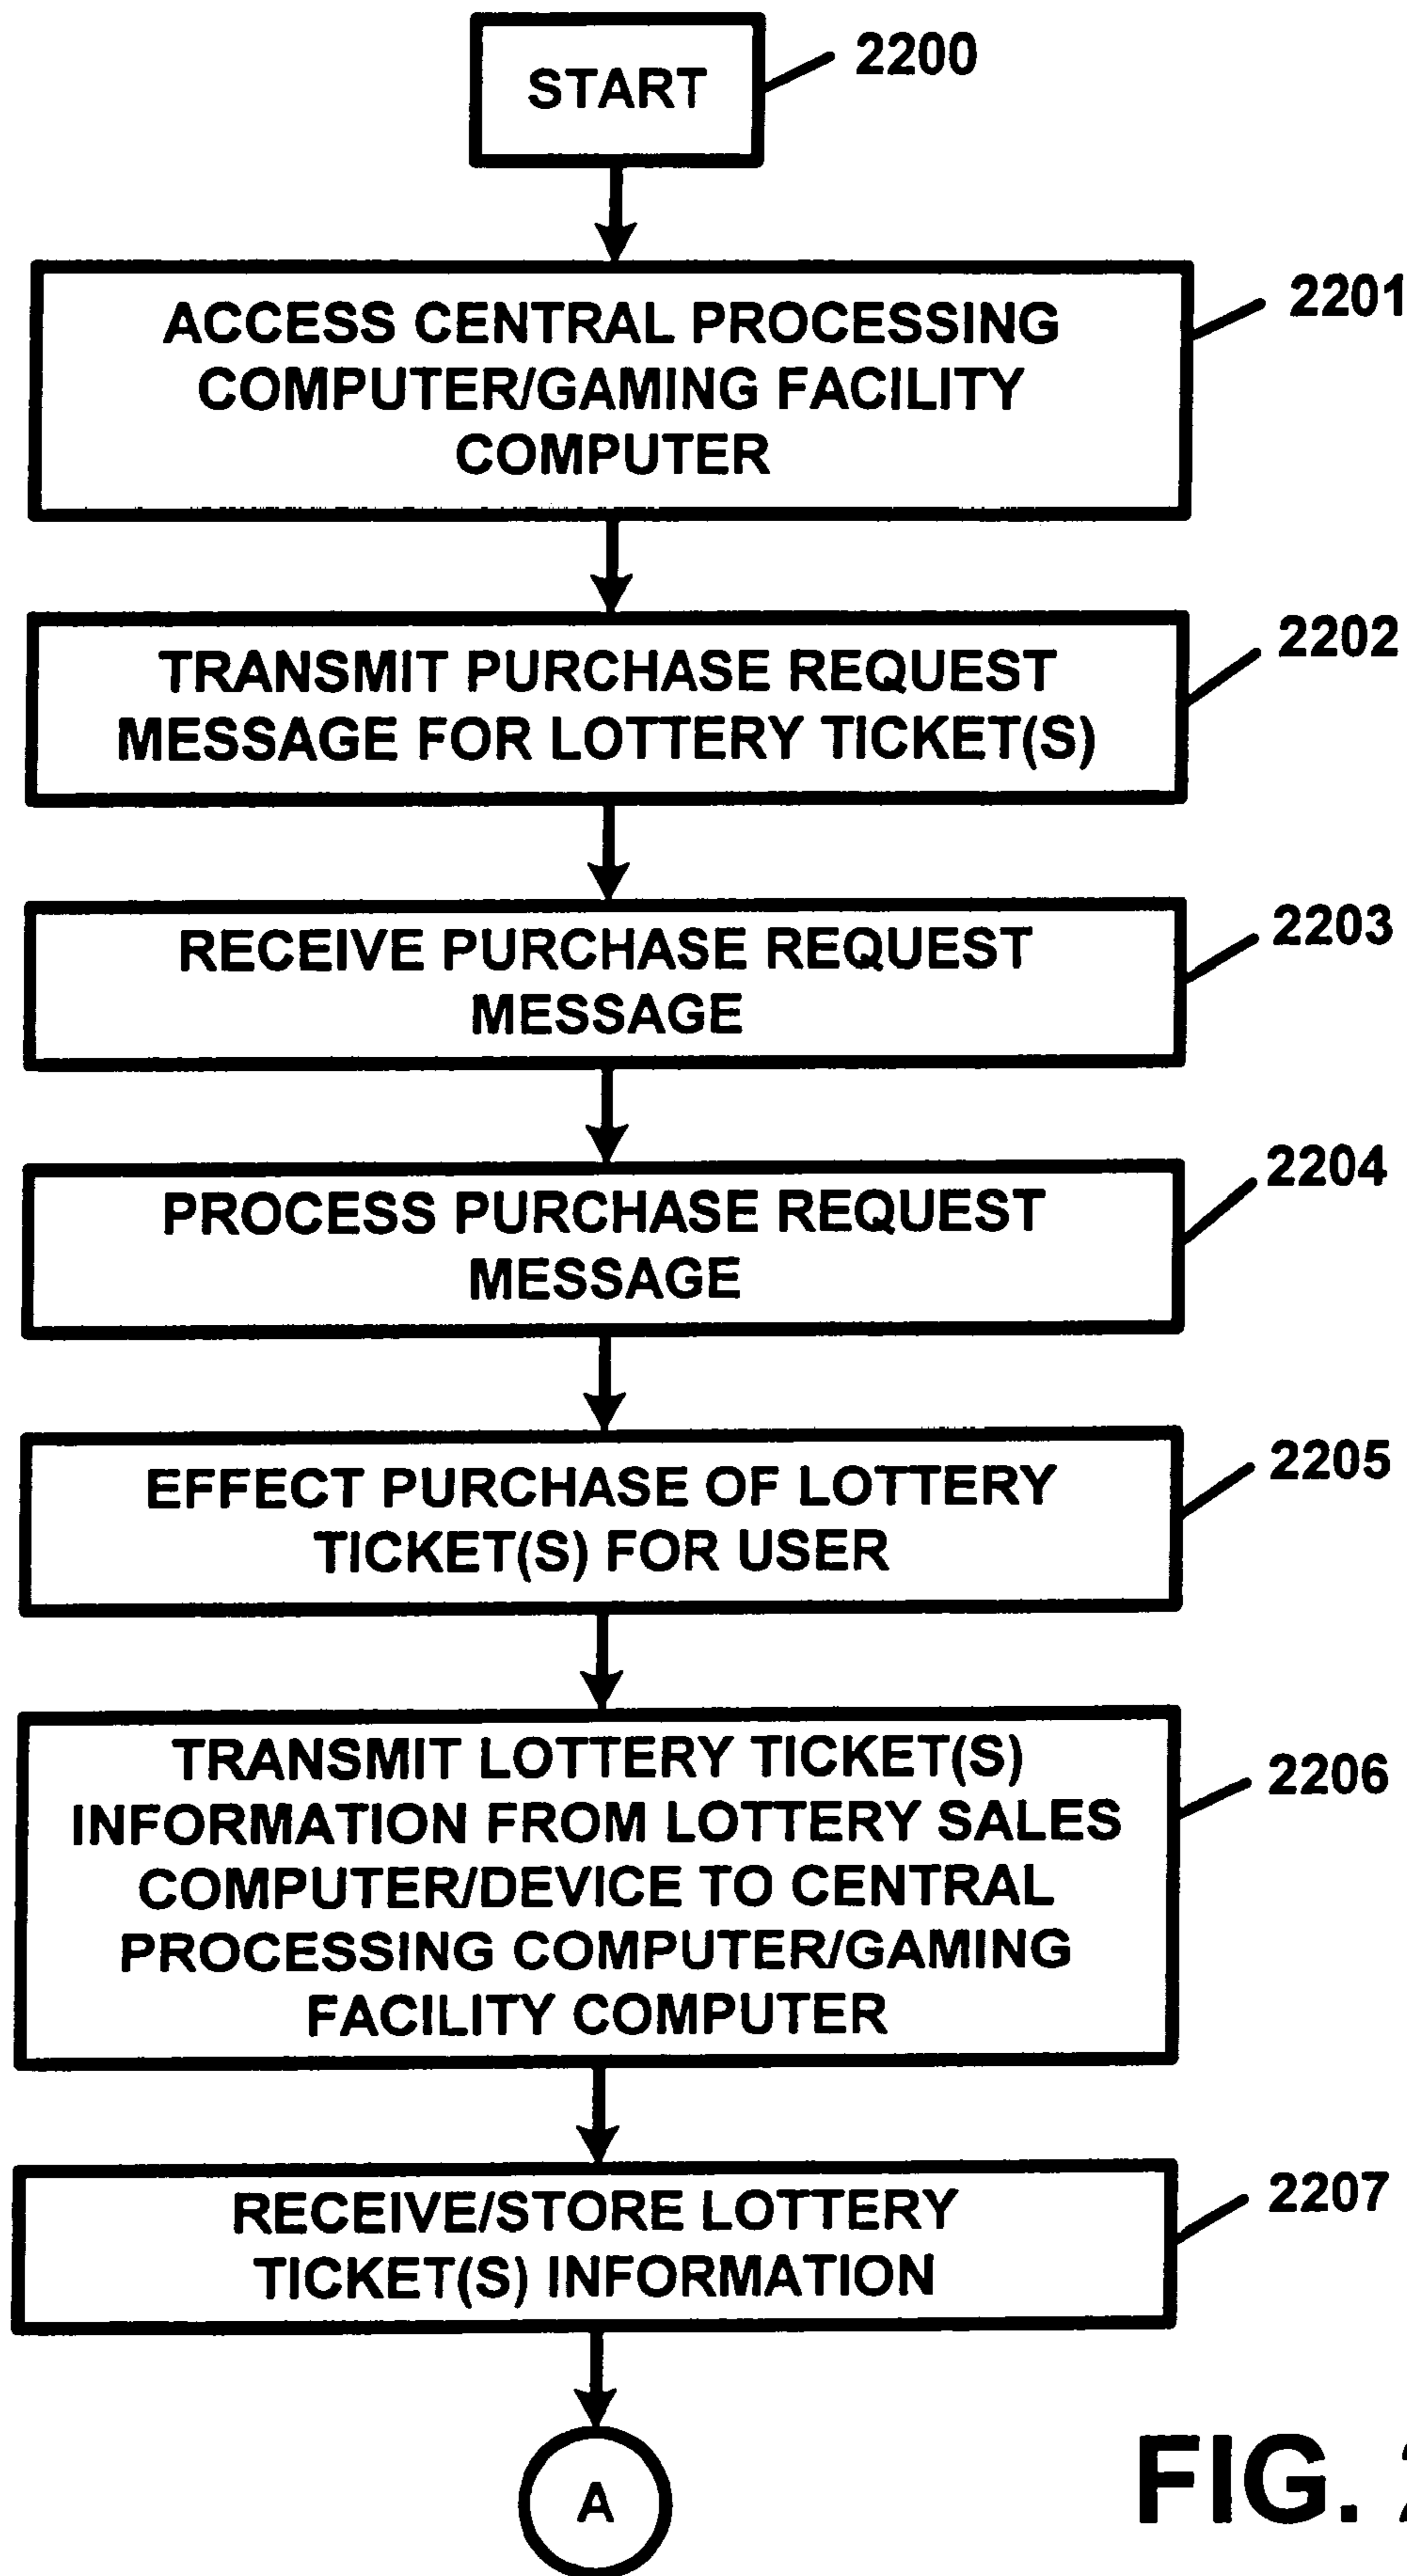 START
2200
ACCESS CENTRAL PROCESSING
COMPUTER/GAMING FACILITY
COMPUTER
2201
TRANSMIT PURCHASE REQUEST
MESSAGE FOR LOTTERY TICKET(S)
2202
RECEIVE PURCHASE REQUEST
MESSAGE
2203
PROCESS PURCHASE REQUEST
MESSAGE
2204
EFFECT PURCHASE OF LOTTERY
TICKET(S) FOR USER
2205
TRANSMIT LOTTERY TICKET(S)
INFORMATION FROM LOTTERY SALES
COMPUTER/DEVICE TO CENTRAL
PROCESSING COMPUTER/GAMING
FACILITY COMPUTER
2206
RECEIVE/STORE LOTTERY
TICKET(S) INFORMATION
2207
A
FIG.